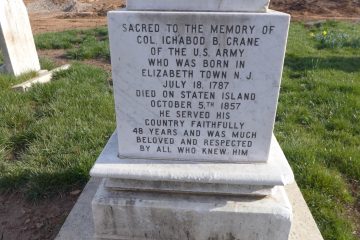 SACRED TO THE MEMORY OF
COL. ICHABOD B. CRANE
OF THE U.S. ARMY
WHO WAS BORN IN
ELIZABETH TOWN N.J.
JULY 18, 1787
DIED ON STATEN ISLAND
OCTOBER 5TH 1857
HE SERVED HIS
COUNTRY FAITHFULLY
48 YEARS AND WAS MUCH
BELOVED AND RESPECTED
BY ALL WHO KNEW HIM